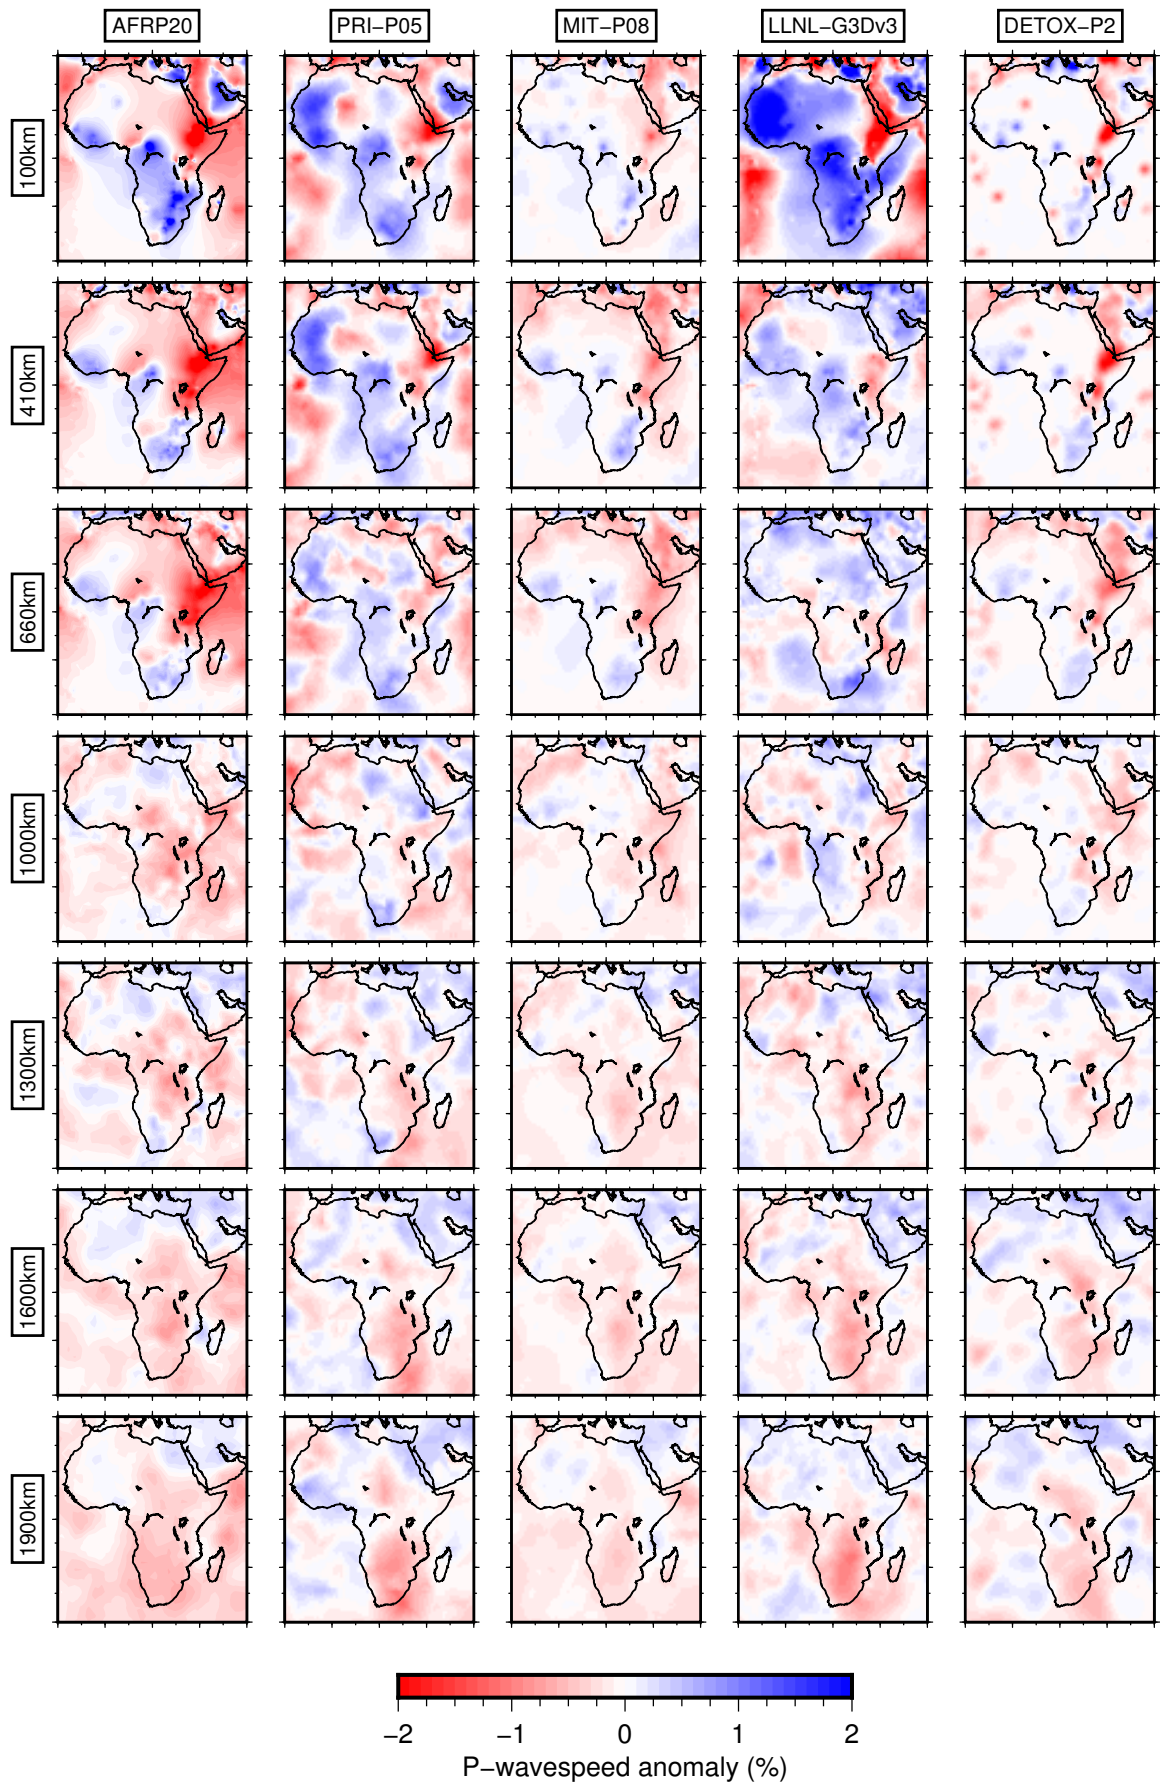 AFRP20
PRI−P05
MIT−P08
LLNL−G3Dv3
DETOX−P2
100km
410km
660km
1000km
1300km
1600km
1900km
−2 −1 0 1 2
P−wavespeed anomaly (%)